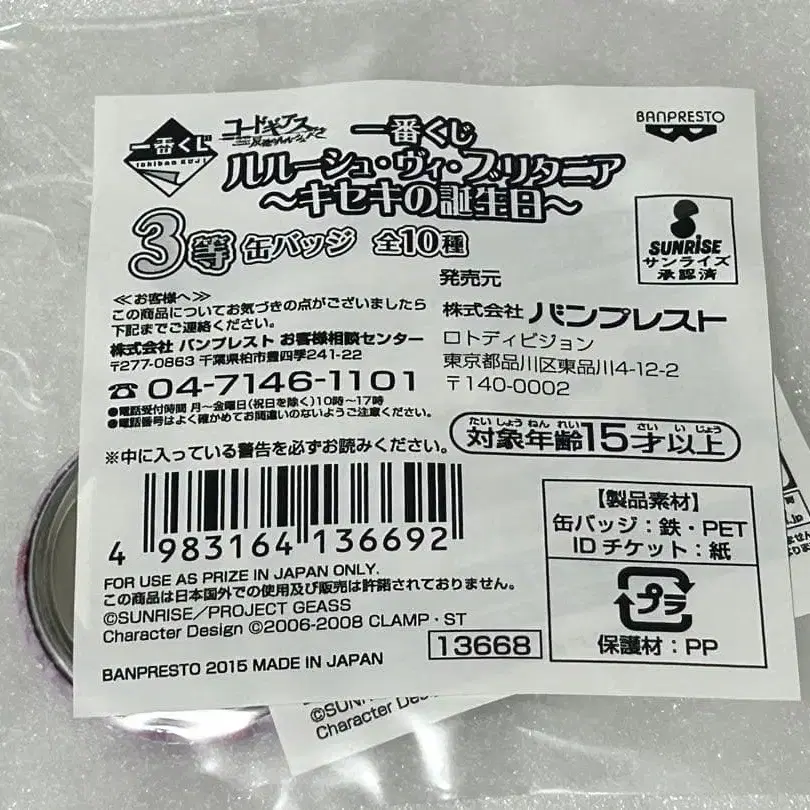 一番くじ
Ichiban KUJI
コードギアス
反逆のルルーシュ
一番くじ
ルルーシュ・ヴィ・ブリタニア
～キセキの誕生日～
3等 缶バッジ 全10種
BANPRESTO
SUNRISE
サンライズ
承認済
≪お客様へ≫
この商品についてお気づきの点がございましたら
下記までご連絡ください。
株式会社 バンプレスト お客様相談センター
〒277-0863 千葉県柏市豊四季241-22
☎04-7146-1101
●電話受付時間 月～金曜日(祝日を除く)10時～17時
●電話番号はよく確かめてお間違いのないようご注意ください。
発売元
株式会社 バンプレスト
ロトディビジョン
東京都品川区東品川4-12-2
〒140-0002
※中に入っている警告を必ずお読みください。
たいしょうねんれい さい いじょう
対象年齢15才以上
4 983164 136692
FOR USE AS PRIZE IN JAPAN ONLY.
この商品は日本国外での使用及び販売は許諾されておりません。
©SUNRISE／PROJECT GEASS
Character Design ©2006-2008 CLAMP・ST
13668
BANPRESTO 2015 MADE IN JAPAN
【製品素材】
缶バッジ：鉄・PET
IDチケット：紙
プラ
保護材：PP
©SUNR
Character Des